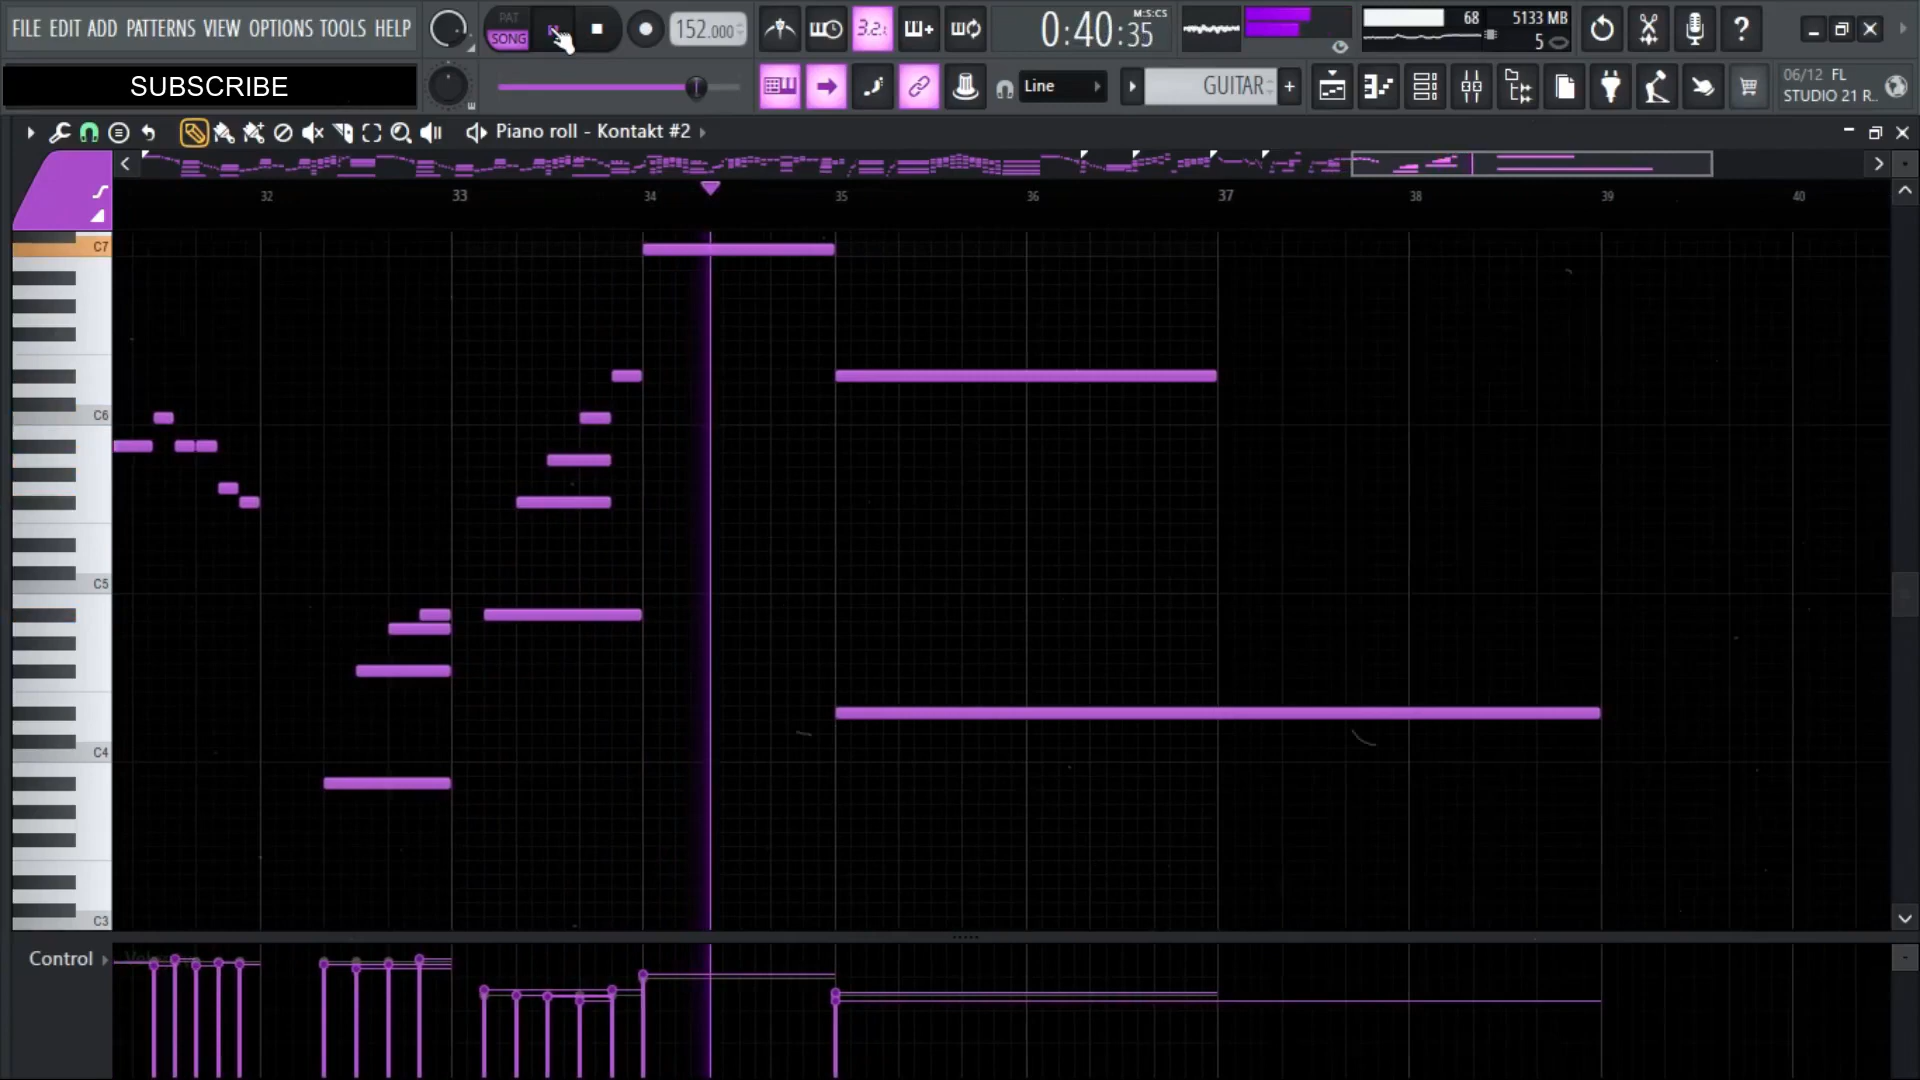 FILE EDIT ADD PATTERNS VIEW OPTIONS TOOLS HELP
PAT
SONG
152.000
3.2.
0:40:35
M:S:CS
68
5133 MB
5
SUBSCRIBE
Line
GUITAR
06/12 FL
STUDIO 21 R..
Piano roll - Kontakt #2
32 33 34 35 36 37 38 39 40
C7
C6
C5
C4
C3
Control